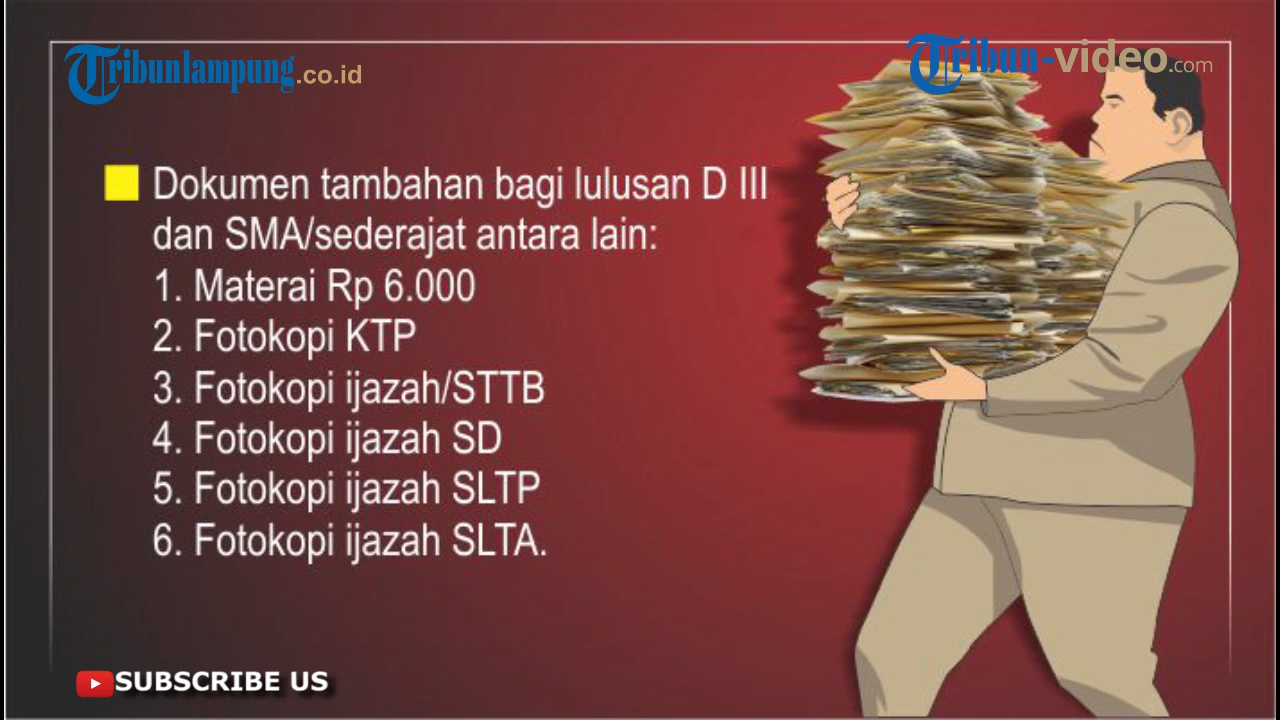 Tribunlampung.co.id
Tribun-video.com
Dokumen tambahan bagi lulusan D III
dan SMA/sederajat antara lain:
1. Materai Rp 6.000
2. Fotokopi KTP
3. Fotokopi ijazah/STTB
4. Fotokopi ijazah SD
5. Fotokopi ijazah SLTP
6. Fotokopi ijazah SLTA.
SUBSCRIBE US